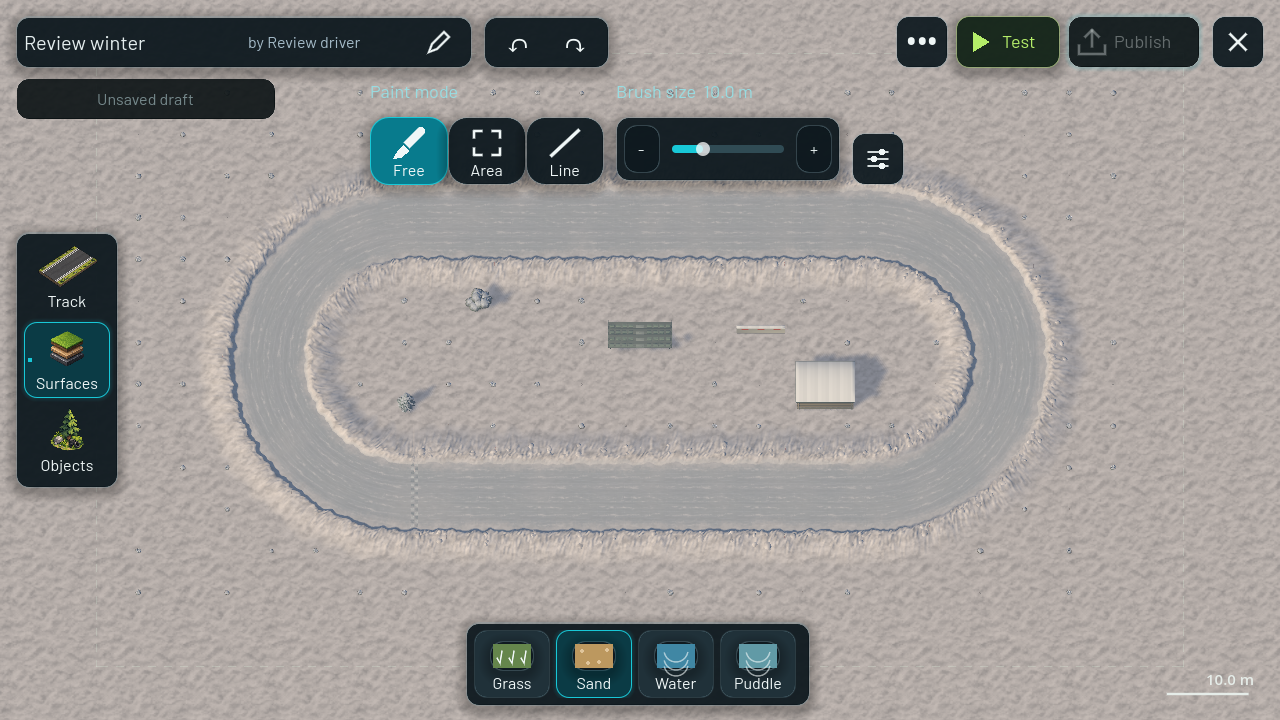 Review winter
by Review driver
Test
Publish
Unsaved draft
Paint mode
Brush size 10.0 m
Free
Area
Line
-
+
Track
Surfaces
Objects
Grass
Sand
Water
Puddle
10.0 m